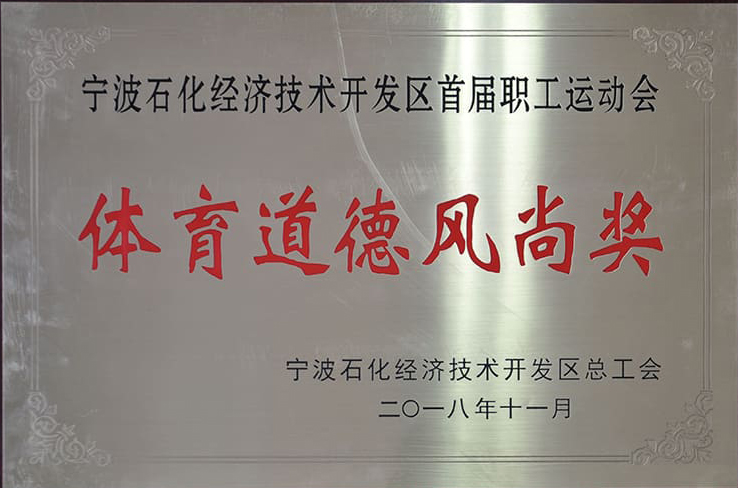 宁波石化经济技术开发区首届职工运动会
体育道德风尚奖
宁波石化经济技术开发区总工会
二〇一八年十一月